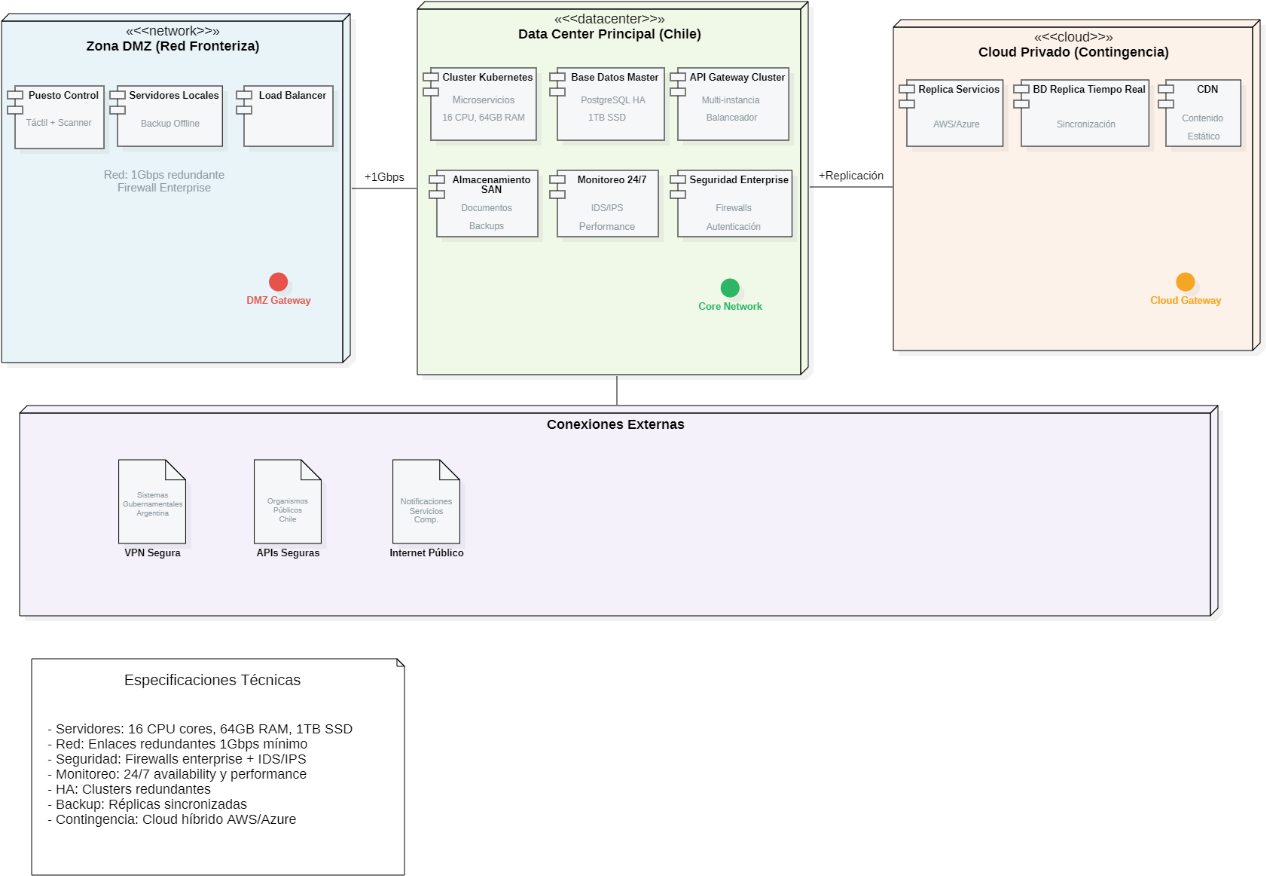 «<<network>>»
Zona DMZ (Red Fronteriza)
Puesto Control
Táctil + Scanner
Servidores Locales
Backup Offline
Load Balancer
Red: 1Gbps redundante
Firewall Enterprise
DMZ Gateway
+1Gbps
«<<datacenter>>»
Data Center Principal (Chile)
Cluster Kubernetes
Microservicios
16 CPU, 64GB RAM
Base Datos Master
PostgreSQL HA
1TB SSD
API Gateway Cluster
Multi-instancia
Balanceador
Almacenamiento
SAN
Documentos
Backups
Monitoreo 24/7
IDS/IPS
Performance
Seguridad Enterprise
Firewalls
Autenticación
Core Network
+Replicación
«<<cloud>>»
Cloud Privado (Contingencia)
Replica Servicios
AWS/Azure
BD Replica Tiempo Real
Sincronización
CDN
Contenido
Estático
Cloud Gateway
Conexiones Externas
Sistemas
Gubernamentales
Argentina
VPN Segura
Organismos
Públicos
Chile
APIs Seguras
Notificaciones
Servicios
Comp.
Internet Público
Especificaciones Técnicas
- Servidores: 16 CPU cores, 64GB RAM, 1TB SSD
- Red: Enlaces redundantes 1Gbps mínimo
- Seguridad: Firewalls enterprise + IDS/IPS
- Monitoreo: 24/7 availability y performance
- HA: Clusters redundantes
- Backup: Réplicas sincronizadas
- Contingencia: Cloud híbrido AWS/Azure